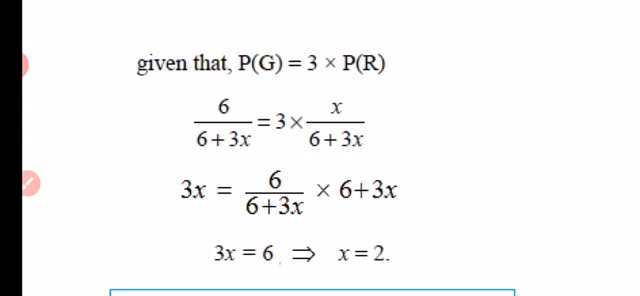 given that, P(G) = 3 × P(R)
6/(6+3x) = 3 × x/(6+3x)
3x = 6/(6+3x) × 6+3x
3x = 6 ⇒ x = 2.